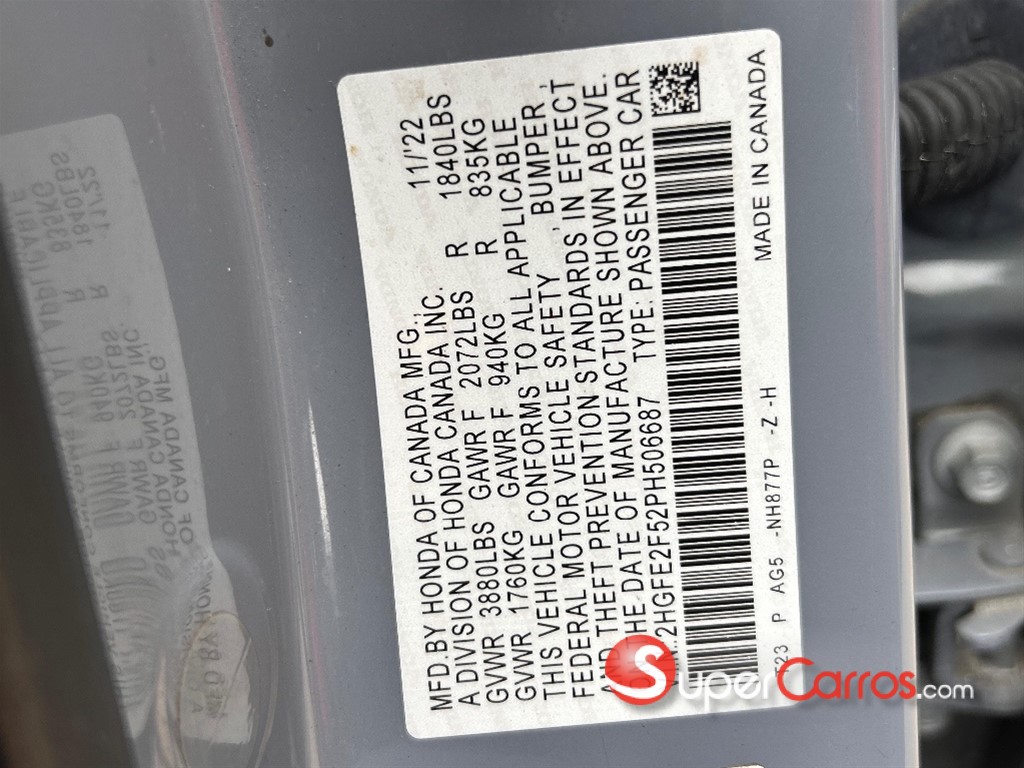 MFD.BY HONDA OF CANADA MFG., 11/22
A DIVISION OF HONDA CANADA INC.
GVWR 3880LBS GAWR F 2072LBS R 1840LBS
GVWR 1760KG GAWR F 940KG R 835KG
THIS VEHICLE CONFORMS TO ALL APPLICABLE
FEDERAL MOTOR VEHICLE SAFETY, BUMPER,
AND THEFT PREVENTION STANDARDS IN EFFECT
THE DATE OF MANUFACTURE SHOWN ABOVE.
2HGFE2F52PH506687 TYPE: PASSENGER CAR
T23 P AG5 -NH877P -Z -H MADE IN CANADA
SuperCarros.com